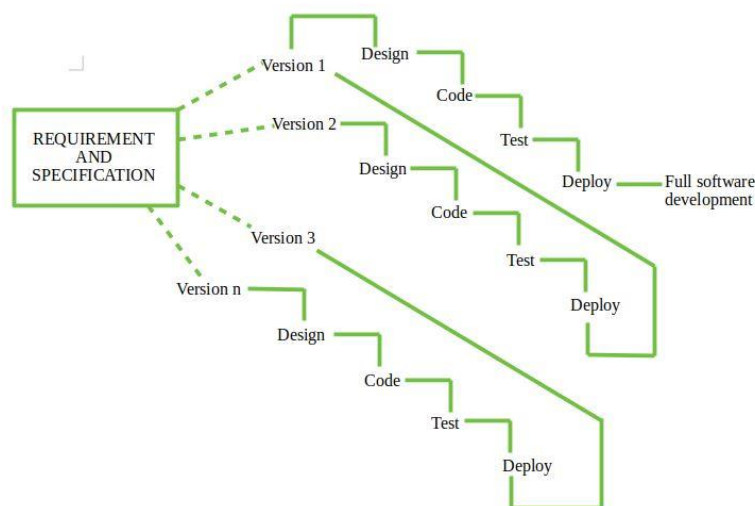 Version 1
Design
Code
Test
Deploy
Full software
development
REQUIREMENT
AND
SPECIFICATION
Version 2
Design
Code
Test
Deploy
Version 3
Version n
Design
Code
Test
Deploy